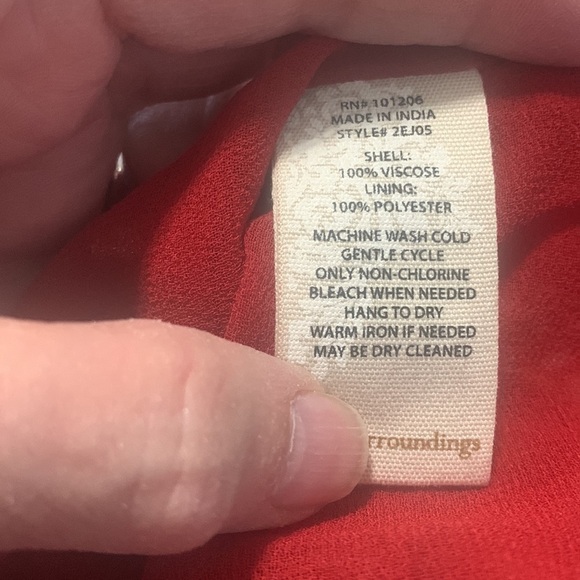 RN# 101206
MADE IN INDIA
STYLE# 2EJ05
SHELL:
100% VISCOSE
LINING:
100% POLYESTER
MACHINE WASH COLD
GENTLE CYCLE
ONLY NON-CHLORINE
BLEACH WHEN NEEDED
HANG TO DRY
WARM IRON IF NEEDED
MAY BE DRY CLEANED
rroundings